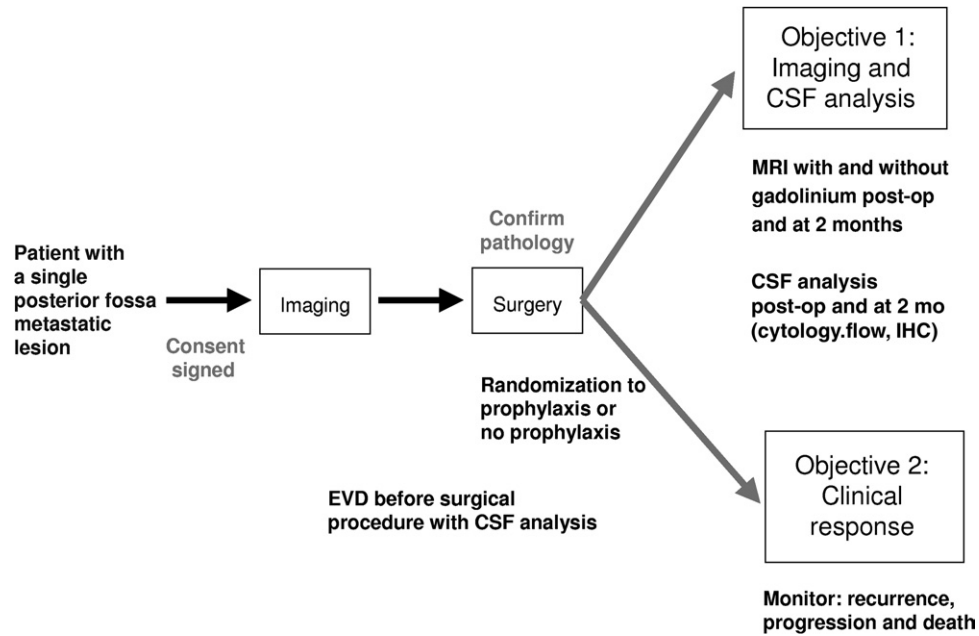 Patient with
a single
posterior fossa
metastatic
lesion
Consent
signed
Imaging
Confirm
pathology
Surgery
Randomization to
prophylaxis or
no prophylaxis
EVD before surgical
procedure with CSF analysis
Objective 1:
Imaging and
CSF analysis
MRI with and without
gadolinium post-op
and at 2 months
CSF analysis
post-op and at 2 mo
(cytology.flow, IHC)
Objective 2:
Clinical
response
Monitor: recurrence,
progression and death